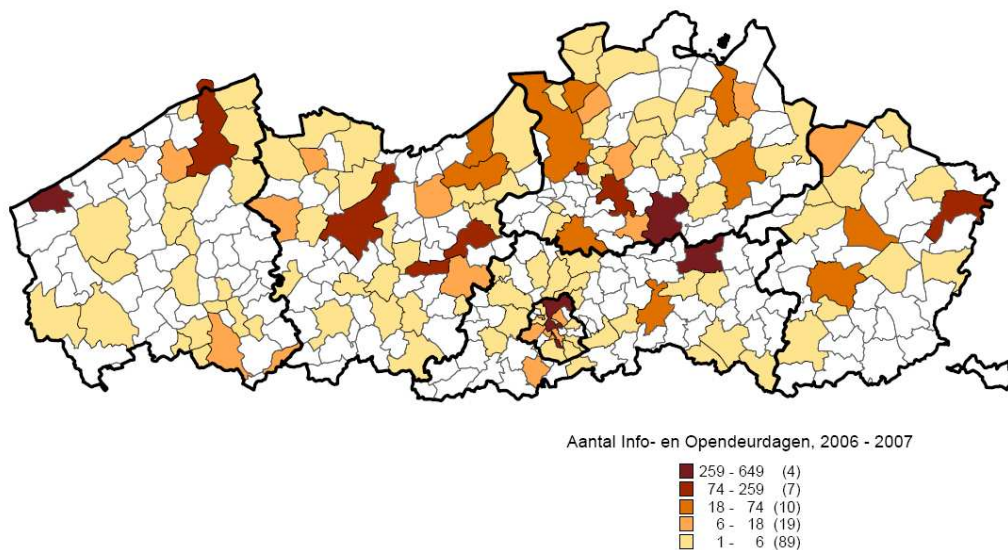 Aantal Info- en Opendeurdagen, 2006 - 2007
259 - 649 (4)
74 - 259 (7)
18 - 74 (10)
6 - 18 (19)
1 - 6 (89)